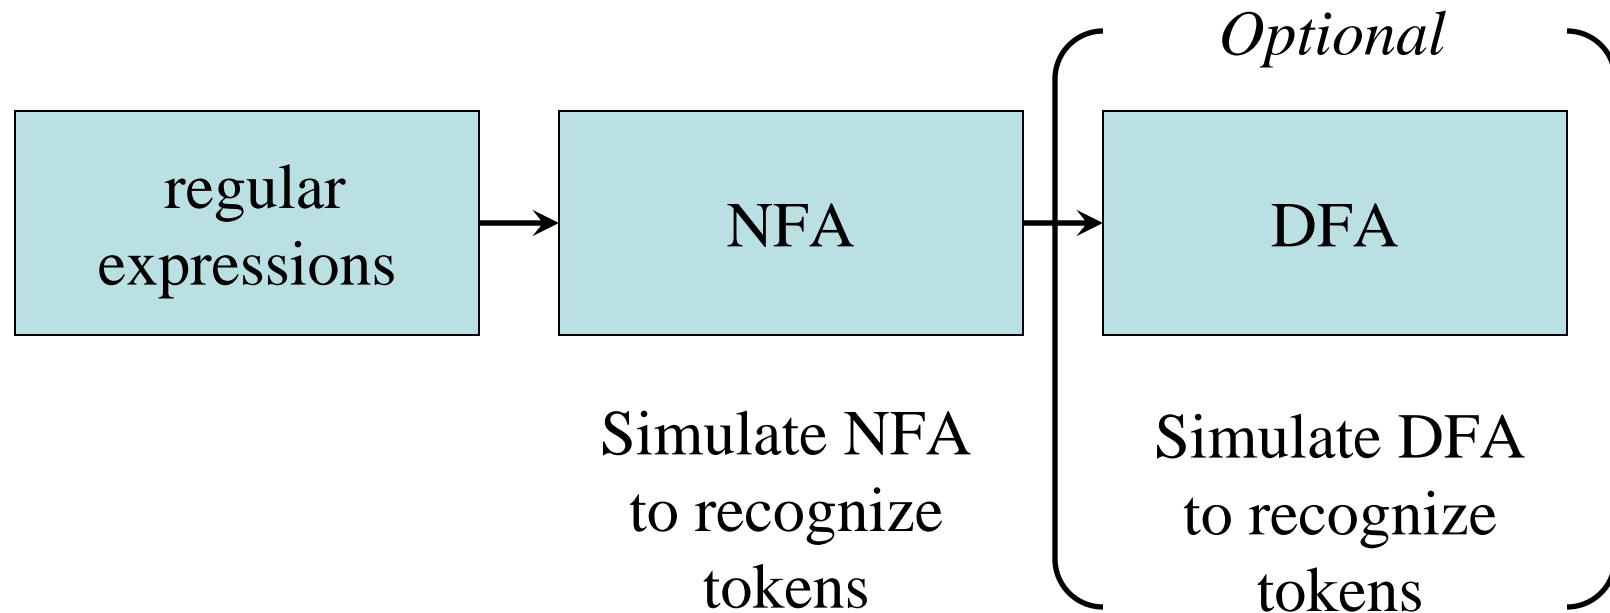 Optional
regular
expressions
NFA
DFA
Simulate NFA
to recognize
tokens
Simulate DFA
to recognize
tokens